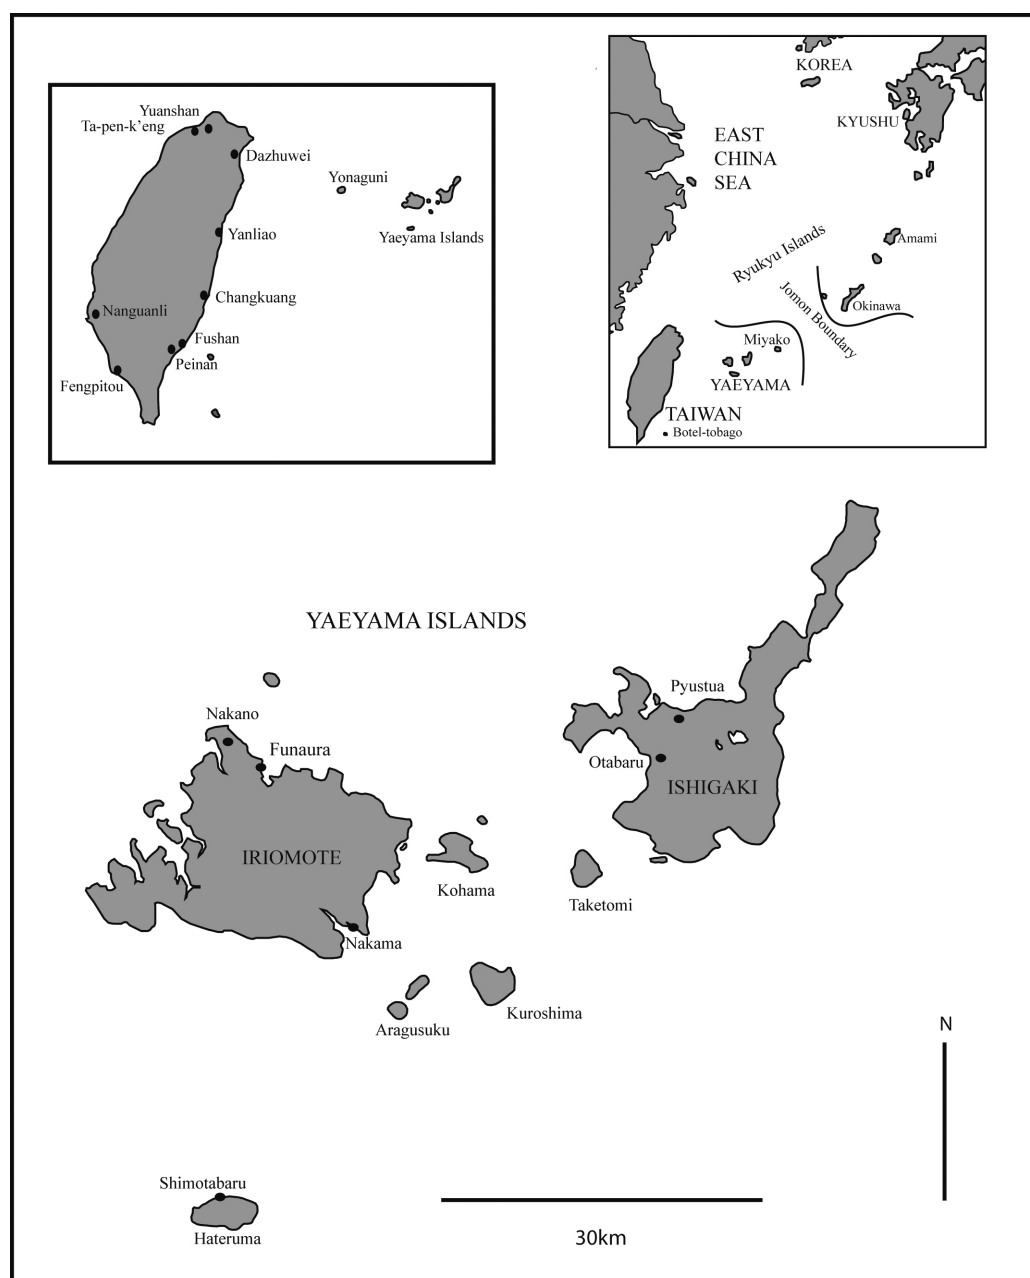 Yuanshan
Ta-pen-k'eng
Dazhuwei
Yonaguni
Yanliao
Yaeyama Islands
Changkuang
Nanguanli
Fushan
Peinan
Fengpitou
KOREA
KYUSHU
EAST
CHINA
SEA
Ryukyu Islands
Amami
Jomon Boundary
Okinawa
Miyako
YAEYAMA
TAIWAN
Botel-tobago
YAEYAMA ISLANDS
Pyustua
Nakano
Funaura
Otabaru
ISHIGAKI
IRIOMOTE
Kohama
Taketomi
Nakama
Kuroshima
Aragusuku
N
Shimotabaru
30km
Hateruma